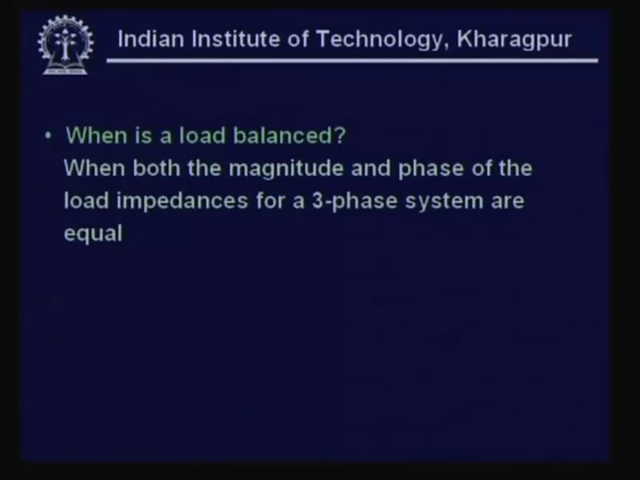 Indian Institute of Technology, Kharagpur
• When is a load balanced?
When both the magnitude and phase of the
load impedances for a 3-phase system are
equal